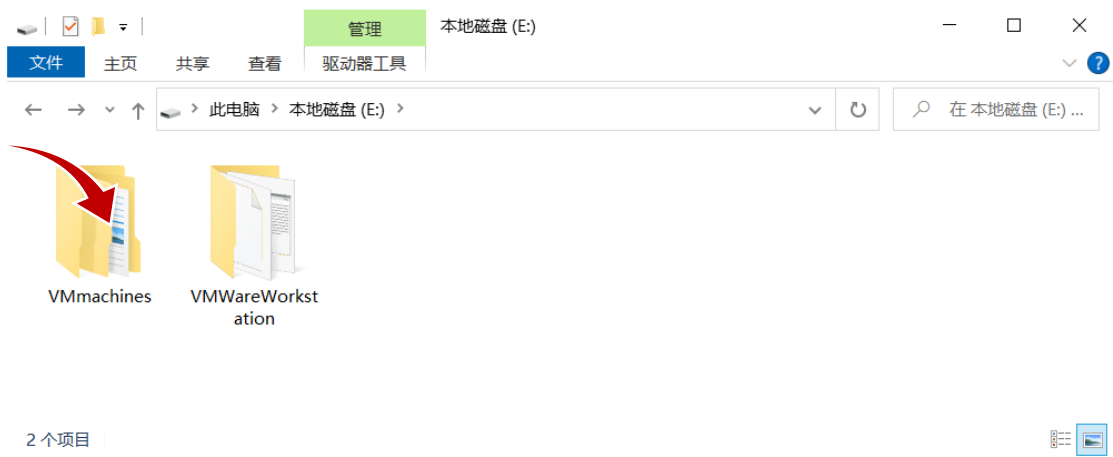 管理
本地磁盘 (E:)
文件
主页
共享
查看
驱动器工具
此电脑
本地磁盘 (E:)
在 本地磁盘 (E:) ...
VMmachines
VMWareWorkst
ation
2 个项目